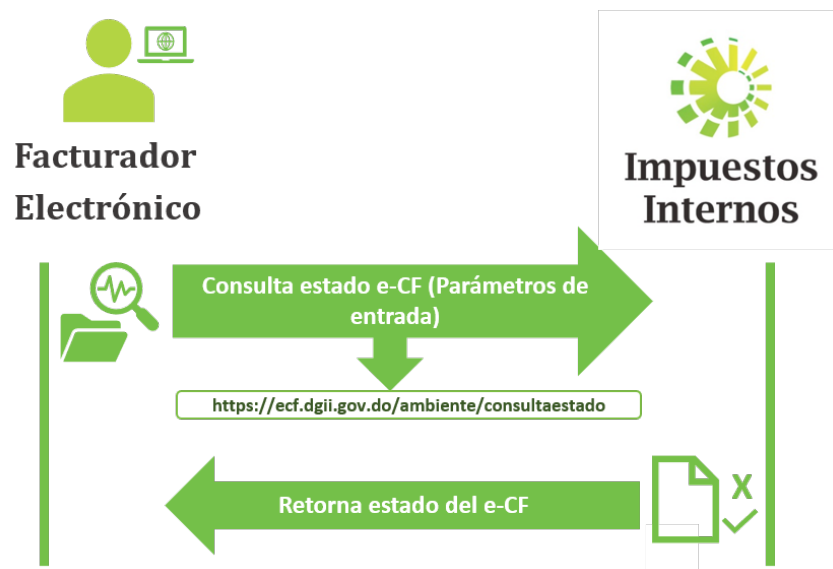 Facturador
Electrónico
Impuestos
Internos
Consulta estado e-CF (Parámetros de
entrada)
https://ecf.dgii.gov.do/ambiente/consultaestado
Retorna estado del e-CF
X